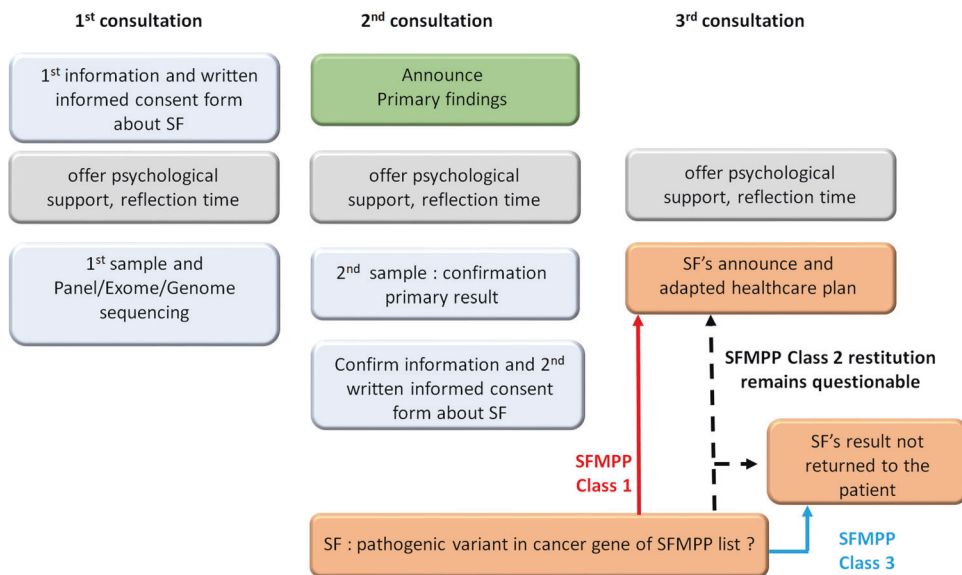 1st consultation
2nd consultation
3rd consultation
1st information and written
informed consent form
about SF
Announce
Primary findings
offer psychological
support, reflection time
offer psychological
support, reflection time
offer psychological
support, reflection time
1st sample and
Panel/Exome/Genome
sequencing
2nd sample : confirmation
primary result
SF's announce and
adapted healthcare plan
Confirm information and 2nd
written informed consent
form about SF
SFMPP Class 2 restitution
remains questionable
SFMPP
Class 1
SF's result not
returned to the
patient
SF : pathogenic variant in cancer gene of SFMPP list ?
SFMPP
Class 3